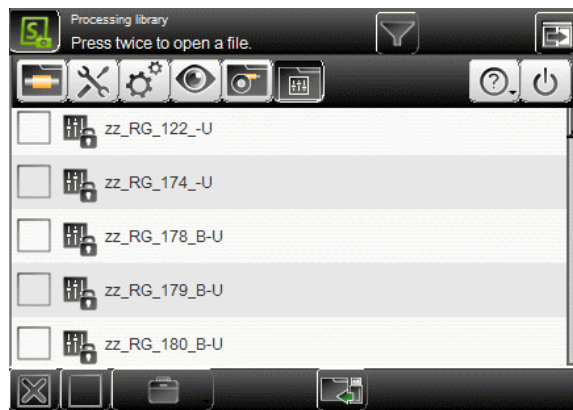 S.
Processing library
Press twice to open a file.
?
zz_RG_122_-U
zz_RG_174_-U
zz_RG_178_B-U
zz_RG_179_B-U
zz_RG_180_B-U